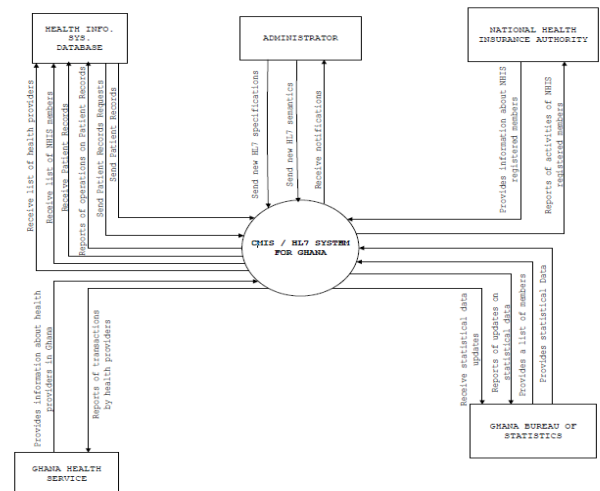 HEALTH INFO.
SYS.
DATABASE
ADMINISTRATOR
NATIONAL HEALTH
INSURANCE AUTHORITY
Receive list of health providers
Receive list of NHIS members
Receive Patient Records
Reports of operations on Patient Records
Send Patient Records Requests
Send Patient Records
Send new HL7 specifications
Send new HL7 semantics
Receive notifications
Provides information about NHIS
registered members
Reports of activities of NHIS
registered members
CMIS / HL7 SYSTEM
FOR GHANA
Provides information about health
providers in Ghana
Reports of transactions
by health providers
Receive statistical data
updates
Reports of updates on
statistical data
Provides a list of members
Provides statistical Data
GHANA HEALTH
SERVICE
GHANA BUREAU OF
STATISTICS